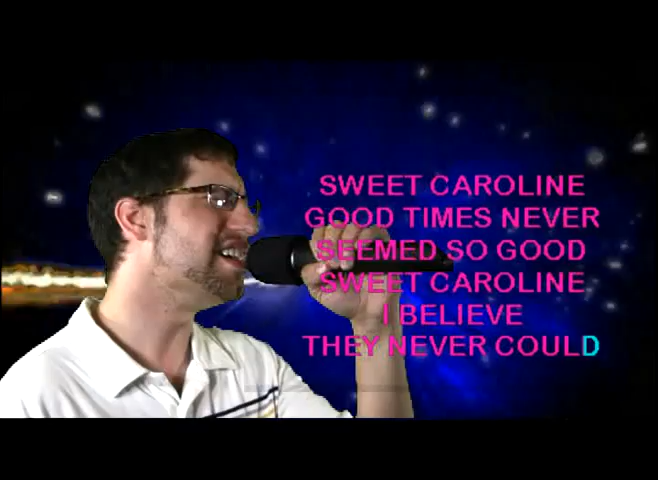 SWEET CAROLINE
GOOD TIMES NEVER
SEEMED SO GOOD
SWEET CAROLINE
I BELIEVE
THEY NEVER COULD